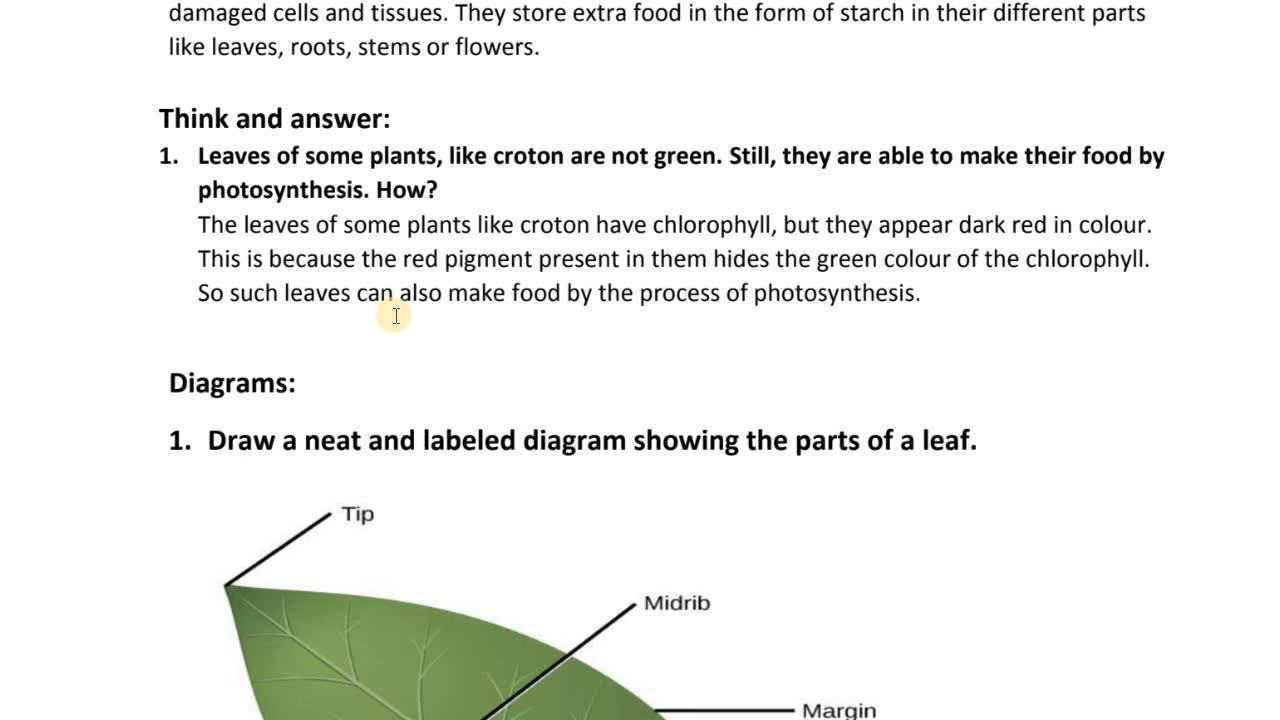 damaged cells and tissues. They store extra food in the form of starch in their different parts
like leaves, roots, stems or flowers.
Think and answer:
1. Leaves of some plants, like croton are not green. Still, they are able to make their food by
photosynthesis. How?
The leaves of some plants like croton have chlorophyll, but they appear dark red in colour.
This is because the red pigment present in them hides the green colour of the chlorophyll.
So such leaves can also make food by the process of photosynthesis.
Diagrams:
1. Draw a neat and labeled diagram showing the parts of a leaf.
Tip
Midrib
Margin